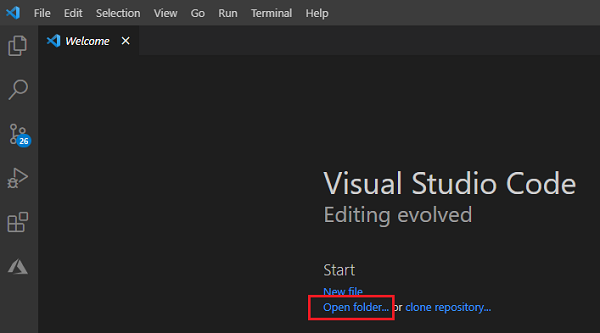 File Edit Selection View Go Run Terminal Help
Welcome
26
Visual Studio Code
Editing evolved
Start
New file
Open folder... or clone repository...